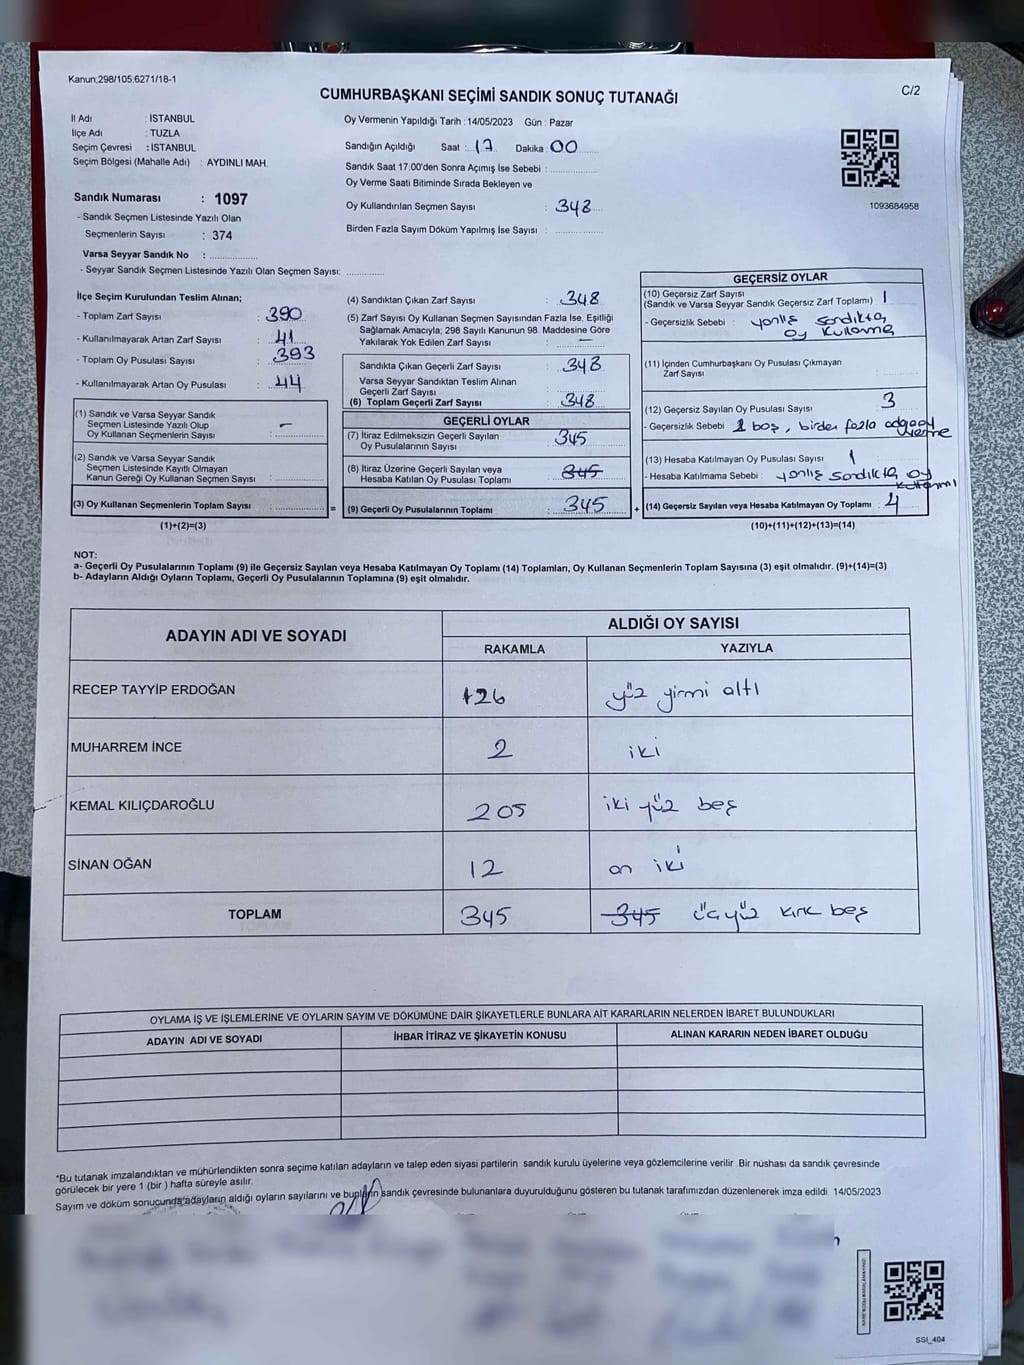 Kanun;298/105;6271/18-1
C/2
CUMHURBAŞKANI SEÇİMİ SANDIK SONUÇ TUTANAĞI
İl Adı : İSTANBUL
İlçe Adı : TUZLA
Seçim Çevresi : İSTANBUL
Seçim Bölgesi (Mahalle Adı) : AYDINLI MAH.
Sandık Numarası : 1097
- Sandık Seçmen Listesinde Yazılı Olan
Seçmenlerin Sayısı : 374
Varsa Seyyar Sandık No :
- Seyyar Sandık Seçmen Listesinde Yazılı Olan Seçmen Sayısı:
Oy Vermenin Yapıldığı Tarih : 14/05/2023 Gün : Pazar
Sandığın Açıldığı Saat : 17 Dakika : 00
Sandık Saat 17.00'den Sonra Açımış İse Sebebi :
Oy Verme Saati Bitiminde Sırada Bekleyen ve
Oy Kullandırılan Seçmen Sayısı : 348
Birden Fazla Sayım Döküm Yapılmış İse Sayısı :
1093684958
İlçe Seçim Kurulundan Teslim Alınan;
- Toplam Zarf Sayısı : 390
- Kullanılmayarak Artan Zarf Sayısı : 41
- Toplam Oy Pusulası Sayısı : 393
- Kullanılmayarak Artan Oy Pusulası : 44
(1) Sandık ve Varsa Seyyar Sandık
Seçmen Listesinde Yazılı Olup
Oy Kullanan Seçmenlerin Sayısı : -
(2) Sandık ve Varsa Seyyar Sandık
Seçmen Listesinde Kayıtlı Olmayan
Kanun Gereği Oy Kullanan Seçmen Sayısı :
(3) Oy Kullanan Seçmenlerin Toplam Sayısı : =
(1)+(2)=(3)
(4) Sandıktan Çıkan Zarf Sayısı : 348
(5) Zarf Sayısı Oy Kullanan Seçmen Sayısından Fazla İse, Eşitliği
Sağlamak Amacıyla; 298 Sayılı Kanunun 98. Maddesine Göre
Yakılarak Yok Edilen Zarf Sayısı : -
Sandıkta Çıkan Geçerli Zarf Sayısı : 348
Varsa Seyyar Sandıktan Teslim Alınan
Geçerli Zarf Sayısı :
(6) Toplam Geçerli Zarf Sayısı : 348
GEÇERLİ OYLAR
(7) İtiraz Edilmeksizin Geçerli Sayılan
Oy Pusulalarının Sayısı : 345
(8) İtiraz Üzerine Geçerli Sayılan veya
Hesaba Katılan Oy Pusulası Toplamı : 345
(9) Geçerli Oy Pusulalarının Toplamı : 345 +
GEÇERSİZ OYLAR
(10) Geçersiz Zarf Sayısı
(Sandık ve Varsa Seyyar Sandık Geçersiz Zarf Toplamı) 1
- Geçersizlik Sebebi : yanlış sandıkta
oy kullanma
(11) İçinden Cumhurbaşkanı Oy Pusulası Çıkmayan
Zarf Sayısı :
(12) Geçersiz Sayılan Oy Pusulası Sayısı 3
- Geçersizlik Sebebi 1 boş, birden fazla adaya oy
verme
(13) Hesaba Katılmayan Oy Pusulası Sayısı : 1
- Hesaba Katılmama Sebebi : yanlış sandıkta oy
kullanımı
(14) Geçersiz Sayılan veya Hesaba Katılmayan Oy Toplamı : 4
(10)+(11)+(12)+(13)=(14)
NOT:
a- Geçerli Oy Pusulalarının Toplamı (9) ile Geçersiz Sayılan veya Hesaba Katılmayan Oy Toplamı (14) Toplamları, Oy Kullanan Seçmenlerin Toplam Sayısına (3) eşit olmalıdır. (9)+(14)=(3)
b- Adayların Aldığı Oyların Toplamı, Geçerli Oy Pusulalarının Toplamına (9) eşit olmalıdır.
ADAYIN ADI VE SOYADI ALDIĞI OY SAYISI
RAKAMLA YAZIYLA
RECEP TAYYİP ERDOĞAN 126 yüz yirmi altı
MUHARREM İNCE 2 iki
KEMAL KILIÇDAROĞLU 205 iki yüz beş
SİNAN OĞAN 12 on iki
TOPLAM 345 345 üçyüz kırk beş
OYLAMA İŞ VE İŞLEMLERİNE VE OYLARIN SAYIM VE DÖKÜMÜNE DAİR ŞİKAYETLERLE BUNLARA AİT KARARLARIN NELERDEN İBARET BULUNDUKLARI
ADAYIN ADI VE SOYADI İHBAR İTİRAZ VE ŞİKAYETİN KONUSU ALINAN KARARIN NEDEN İBARET OLDUĞU
*Bu tutanak imzalandıktan ve mühürlendikten sonra seçime katılan adayların ve talep eden siyasi partilerin sandık kurulu üyelerine veya gözlemcilerine verilir .Bir nüshası da sandık çevresinde
görülecek bir yere 1 (bir ) hafta süreyle asılır.
Sayım ve döküm sonucunda adayların aldığı oyların sayılarını ve bunların sandık çevresinde bulunanlara duyurulduğunu gösteren bu tutanak tarafımızdan düzenlenerek imza edildi. 14/05/2023
SSI_404